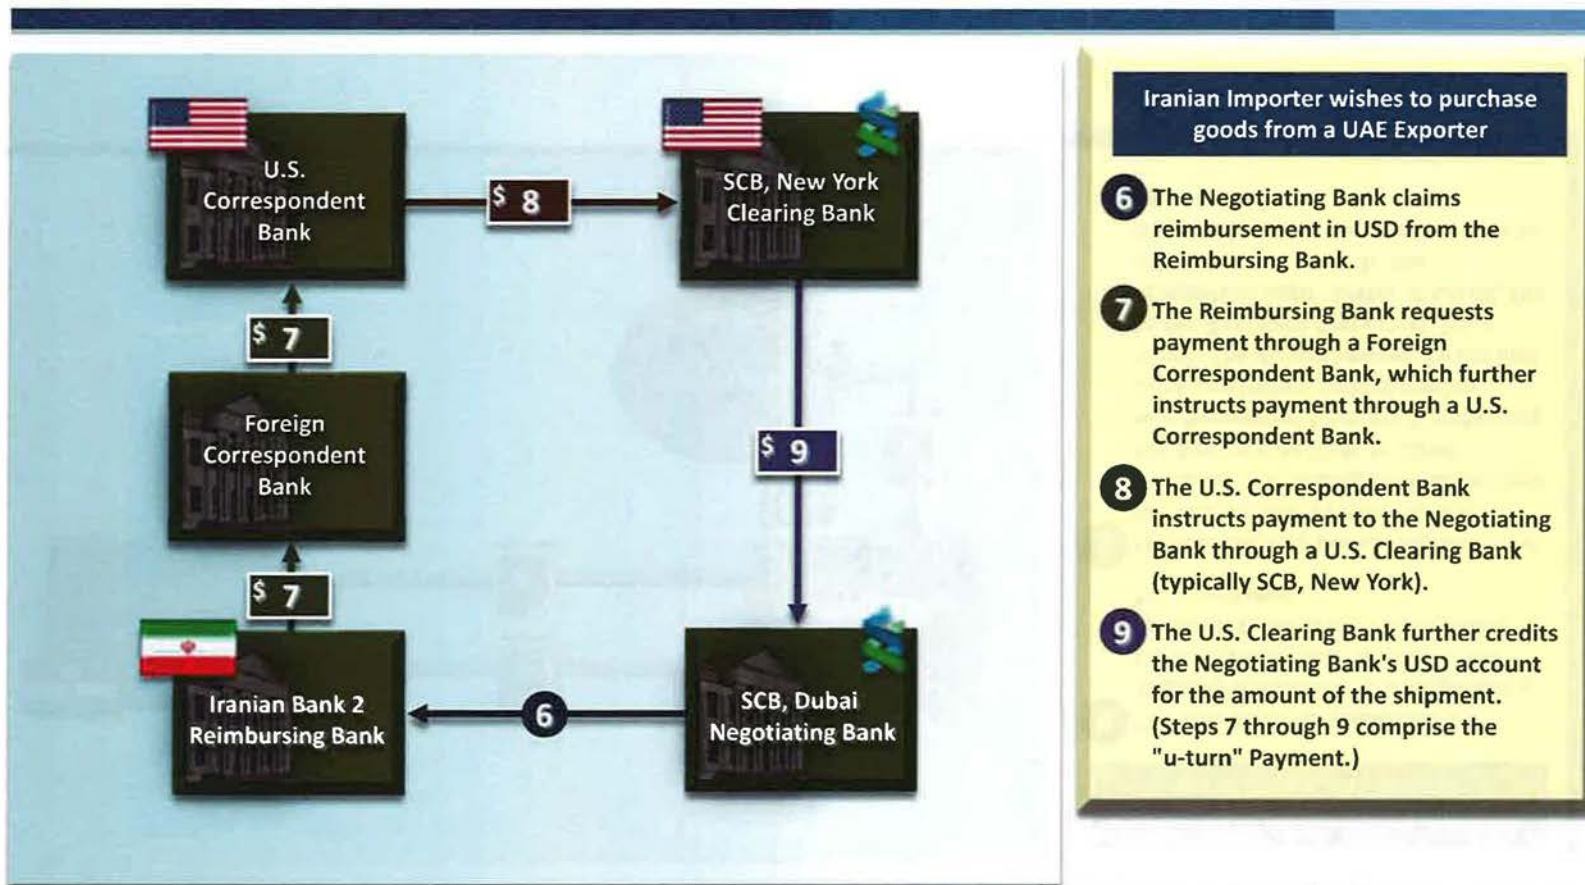 U.S.
Correspondent
Bank
$ 8
SCB, New York
Clearing Bank
$ 7
Foreign
Correspondent
Bank
$ 9
$ 7
Iranian Bank 2
Reimbursing Bank
6
SCB, Dubai
Negotiating Bank
Iranian Importer wishes to purchase
goods from a UAE Exporter
6 The Negotiating Bank claims
reimbursement in USD from the
Reimbursing Bank.
7 The Reimbursing Bank requests
payment through a Foreign
Correspondent Bank, which further
instructs payment through a U.S.
Correspondent Bank.
8 The U.S. Correspondent Bank
instructs payment to the Negotiating
Bank through a U.S. Clearing Bank
(typically SCB, New York).
9 The U.S. Clearing Bank further credits
the Negotiating Bank's USD account
for the amount of the shipment.
(Steps 7 through 9 comprise the
"u-turn" Payment.)